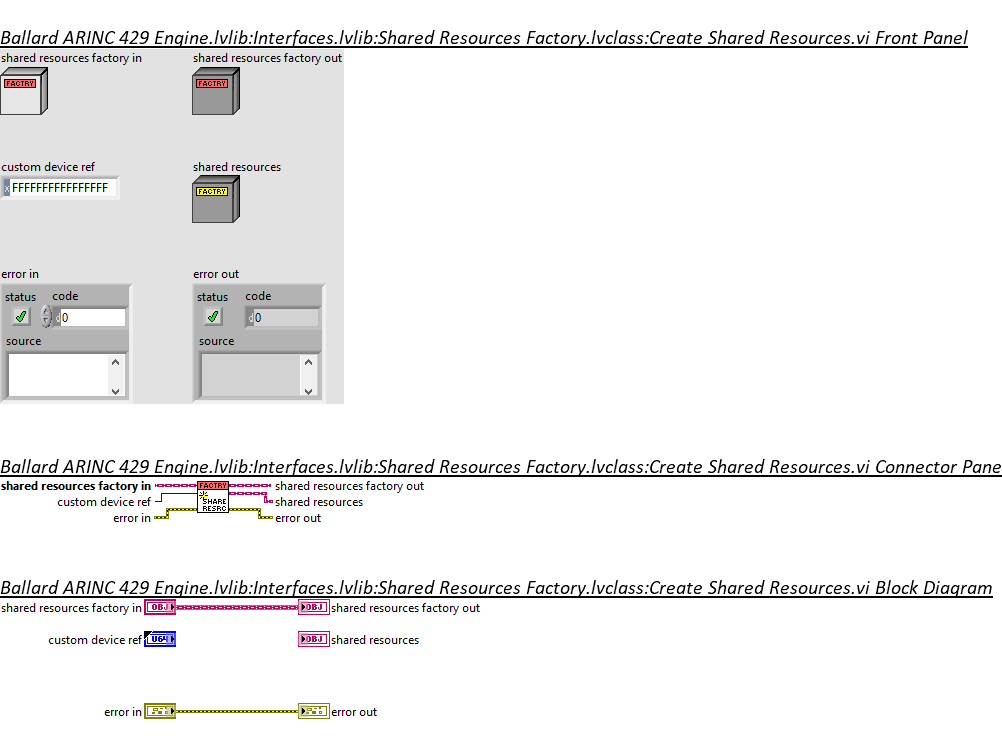 Ballard ARINC 429 Engine.lvlib:Interfaces.lvlib:Shared Resources Factory.lvclass:Create Shared Resources.vi Front Panel
shared resources factory in
shared resources factory out
FACTRY
FACTRY
custom device ref
shared resources
x FFFFFFFFFFFFFFFF
FACTRY
error in
error out
status code
status code
d 0
d 0
source
source
Ballard ARINC 429 Engine.lvlib:Interfaces.lvlib:Shared Resources Factory.lvclass:Create Shared Resources.vi Connector Pane
shared resources factory in
FACTRY
shared resources factory out
custom device ref
SHARE
shared resources
RESRC
error in
error out
Ballard ARINC 429 Engine.lvlib:Interfaces.lvlib:Shared Resources Factory.lvclass:Create Shared Resources.vi Block Diagram
shared resources factory in OBJ
OBJ shared resources factory out
custom device ref U64
OBJ shared resources
error in
error out